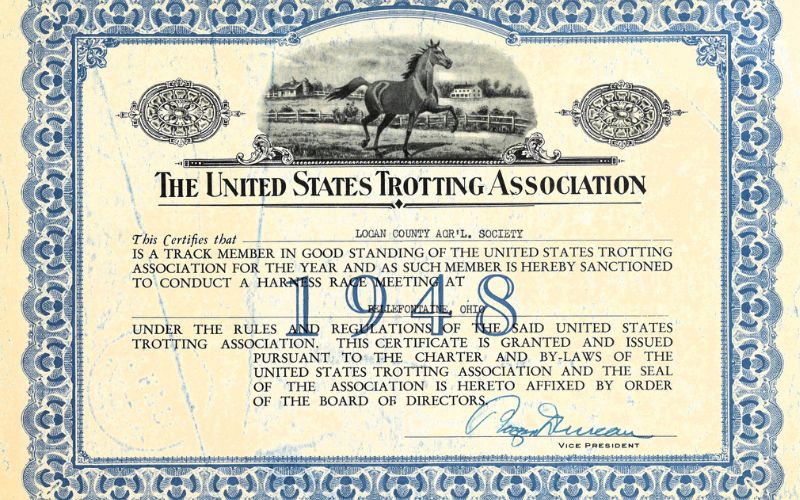 THE UNITED STATES TROTTING ASSOCIATION
This Certifies that LOGAN COUNTY AGR'L. SOCIETY
IS A TRACK MEMBER IN GOOD STANDING OF THE UNITED STATES TROTTING
ASSOCIATION FOR THE YEAR AND AS SUCH MEMBER IS HEREBY SANCTIONED
TO CONDUCT A HARNESS RACE MEETING AT
1948
BELLEFONTAINE, OHIO
UNDER THE RULES AND REGULATIONS OF THE SAID UNITED STATES
TROTTING ASSOCIATION. THIS CERTIFICATE IS GRANTED AND ISSUED
PURSUANT TO THE CHARTER AND BY-LAWS OF THE
UNITED STATES TROTTING ASSOCIATION AND THE SEAL
OF THE ASSOCIATION IS HERETO AFFIXED BY ORDER
OF THE BOARD OF DIRECTORS.
Duncan
VICE PRESIDENT